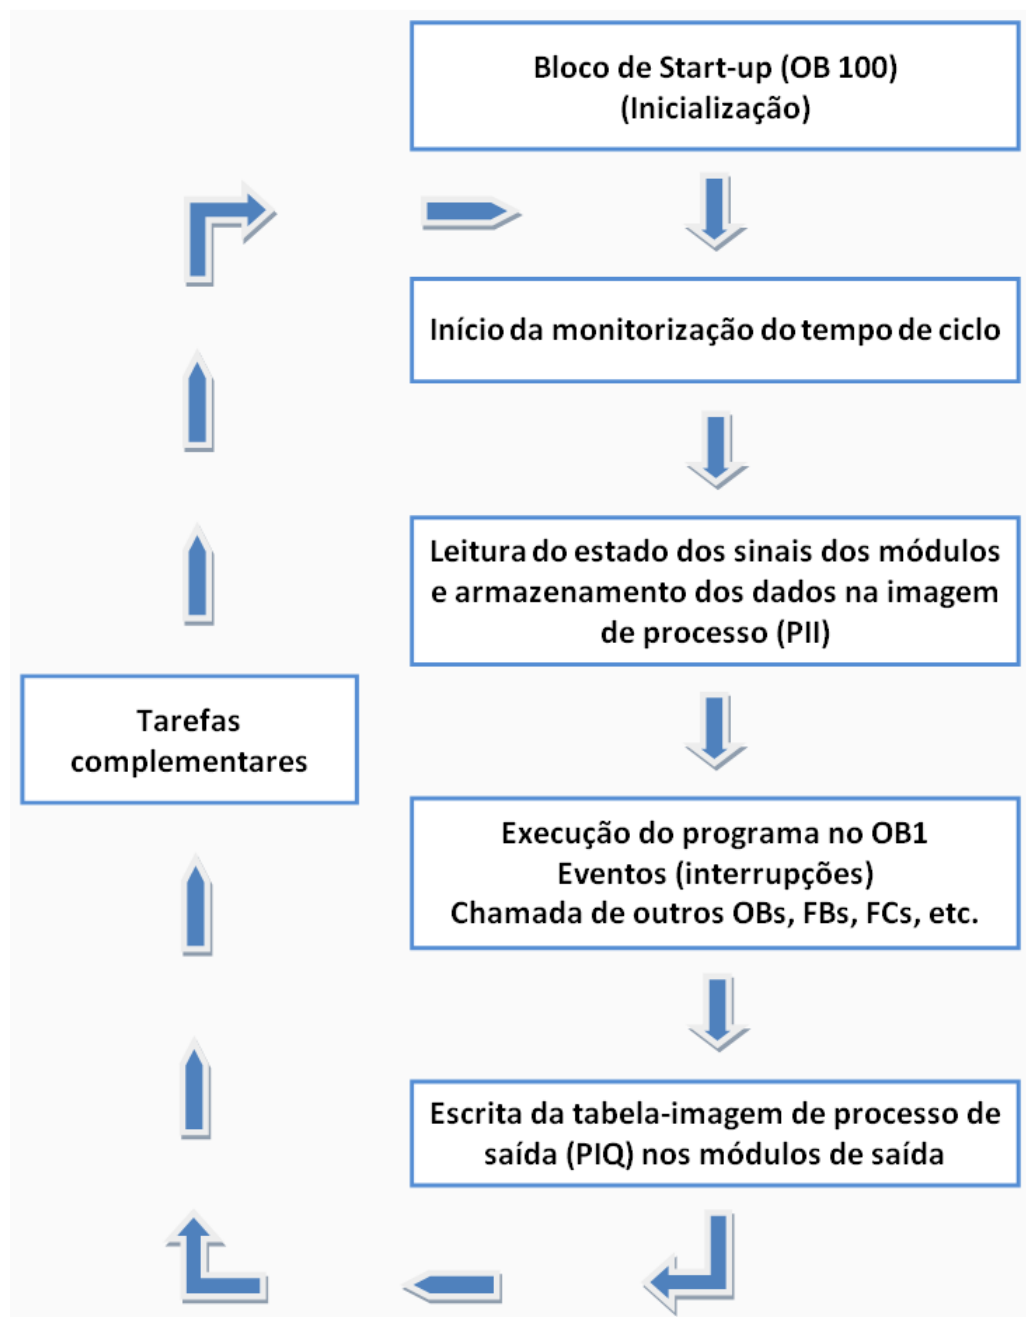 Bloco de Start-up (OB 100)
(Inicialização)
Início da monitorização do tempo de ciclo
Leitura do estado dos sinais dos módulos
e armazenamento dos dados na imagem
de processo (PII)
Tarefas
complementares
Execução do programa no OB1
Eventos (interrupções)
Chamada de outros OBs, FBs, FCs, etc.
Escrita da tabela-imagem de processo de
saída (PIQ) nos módulos de saída